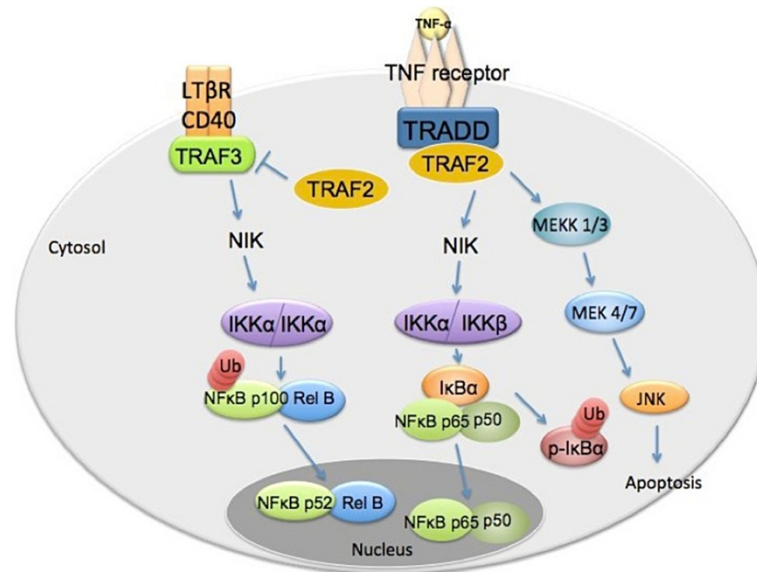 TNF-α
TNF receptor
LTβR
CD40
TRAF3
TRADD
TRAF2
TRAF2
MEKK 1/3
NIK
NIK
Cytosol
MEK 4/7
IKKα IKKα
IKKα IKKβ
Ub
NFκB p100 Rel B
IκBα
NFκB p65 p50
Ub
p-IκBα
JNK
Apoptosis
NFκB p52 Rel B
NFκB p65 p50
Nucleus